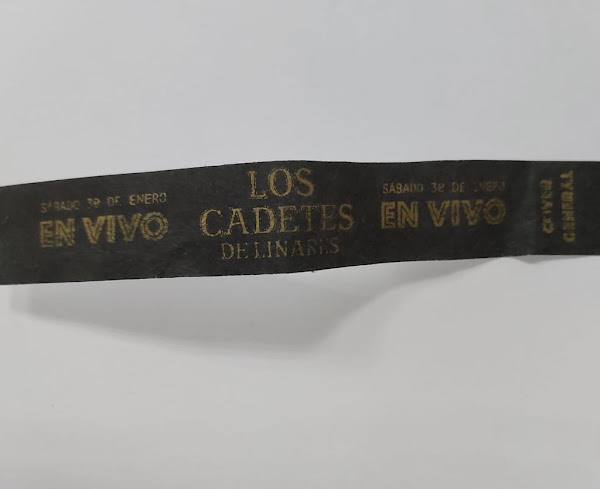 SÁBADO 30 DE ENERO
EN VIVO
LOS
CADETES
DE LINARES
SÁBADO 30 DE ENERO
EN VIVO